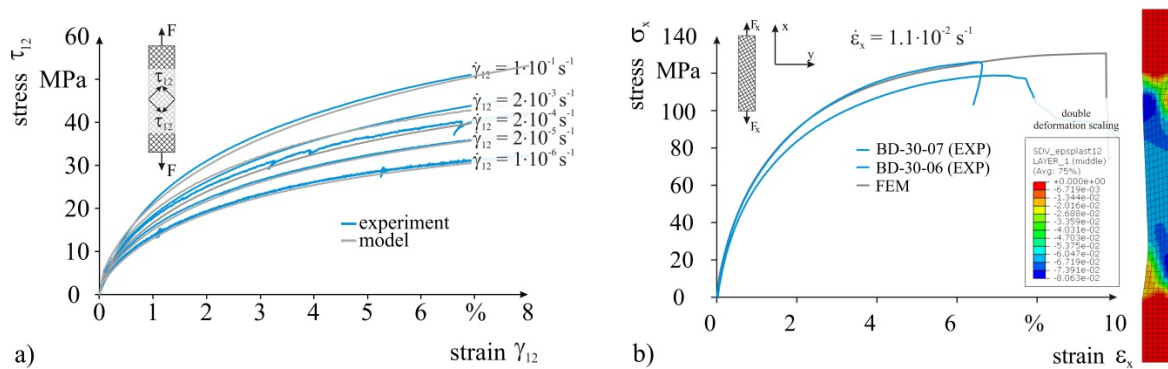 stress τ₁₂
60
MPa
40
30
20
10
0
F
τ₁₂
τ₁₂
F
γ̇₁₂ = 1·10⁻¹ s⁻¹
γ̇₁₂ = 2·10⁻³ s⁻¹
γ̇₁₂ = 2·10⁻⁴ s⁻¹
γ̇₁₂ = 2·10⁻⁵ s⁻¹
γ̇₁₂ = 1·10⁻⁶ s⁻¹
experiment
model
0 1 2 3 4 5 6 % 8
a) strain γ₁₂
stress σₓ
140
MPa
100
80
60
40
20
0
Fₓ
Fₓ
x
y
ε̇ₓ = 1.1·10⁻² s⁻¹
BD-30-07 (EXP)
BD-30-06 (EXP)
FEM
double
deformation scaling
SDV_epsplast12
LAYER_1 (middle)
(Avg: 75%)
+0.000e+00
-6.719e-03
-1.344e-02
-2.016e-02
-2.688e-02
-3.359e-02
-4.031e-02
-4.703e-02
-5.375e-02
-6.047e-02
-6.719e-02
-7.391e-02
-8.063e-02
0 2 4 6 % 10
b) strain εₓ